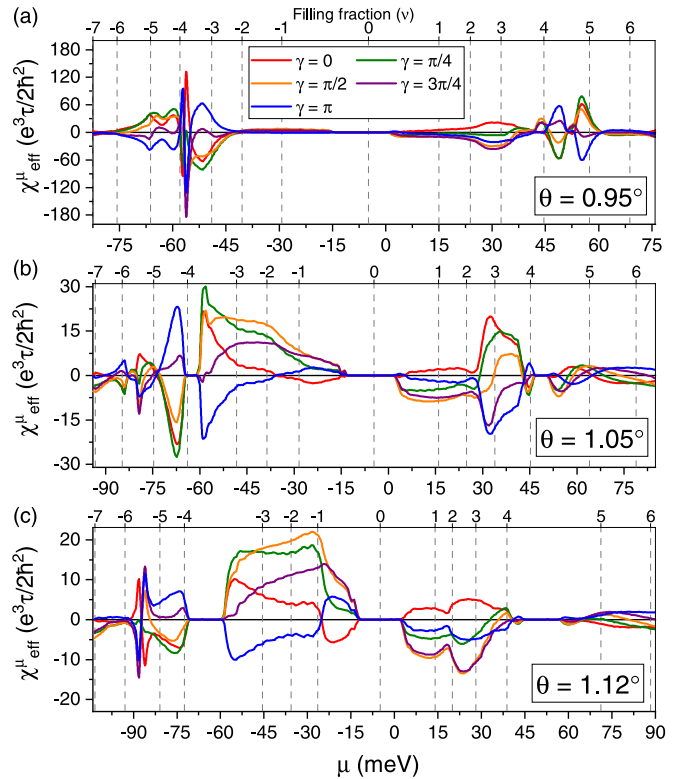 (a)
Filling fraction (ν)
-7 -6 -5 -4 -3 -2 -1 0 1 2 3 4 5 6
180
120
60
0
-60
-120
-180
χ^μ_eff (e³τ/2ħ²)
γ = 0 γ = π/4
γ = π/2 γ = 3π/4
γ = π
θ = 0.95°
-75 -60 -45 -30 -15 0 15 30 45 60 75
(b)
-7 -6 -5 -4 -3 -2 -1 0 1 2 3 4 5 6
30
15
0
-15
-30
χ^μ_eff (e³τ/2ħ²)
θ = 1.05°
-90 -75 -60 -45 -30 -15 0 15 30 45 60 75
(c)
-7 -6 -5 -4 -3 -2 -1 0 1 2 3 4 5 6
20
10
0
-10
-20
χ^μ_eff (e³τ/2ħ²)
θ = 1.12°
-90 -75 -60 -45 -30 -15 0 15 30 45 60 75 90
μ (meV)